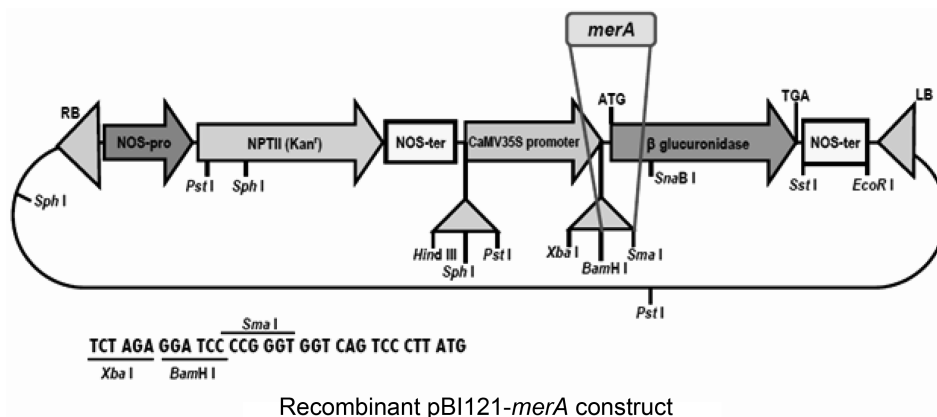 merA
RB
ATG
TGA
LB
NOS-pro
NPTII (Kanr)
NOS-ter
CaMV35S promoter
β glucuronidase
NOS-ter
Pst I
Sph I
SnaB I
Sst I
EcoR I
Sph I
Hind III
Sph I
Pst I
Xba I
BamH I
Sma I
Pst I
Sma I
TCT AGA GGA TCC CCG GGT GGT CAG TCC CTT ATG
Xba I
BamH I
Recombinant pBI121-merA construct